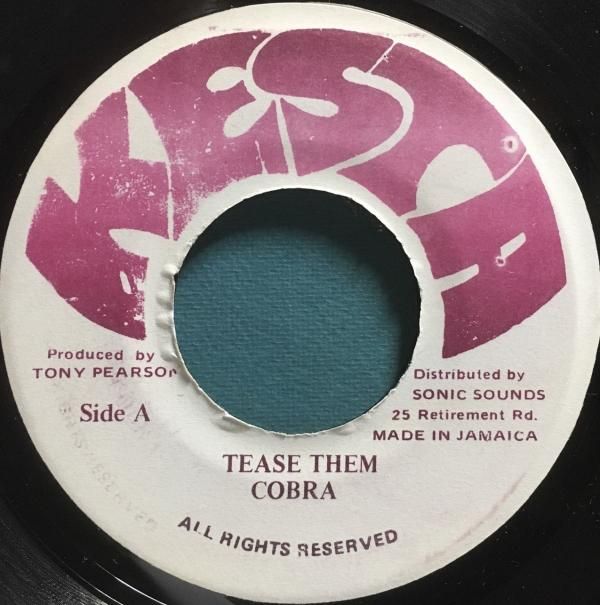 Produced by
TONY PEARSON
Side A
Distributed by
SONIC SOUNDS
25 Retirement Rd.
MADE IN JAMAICA
TEASE THEM
COBRA
ALL RIGHTS RESERVED